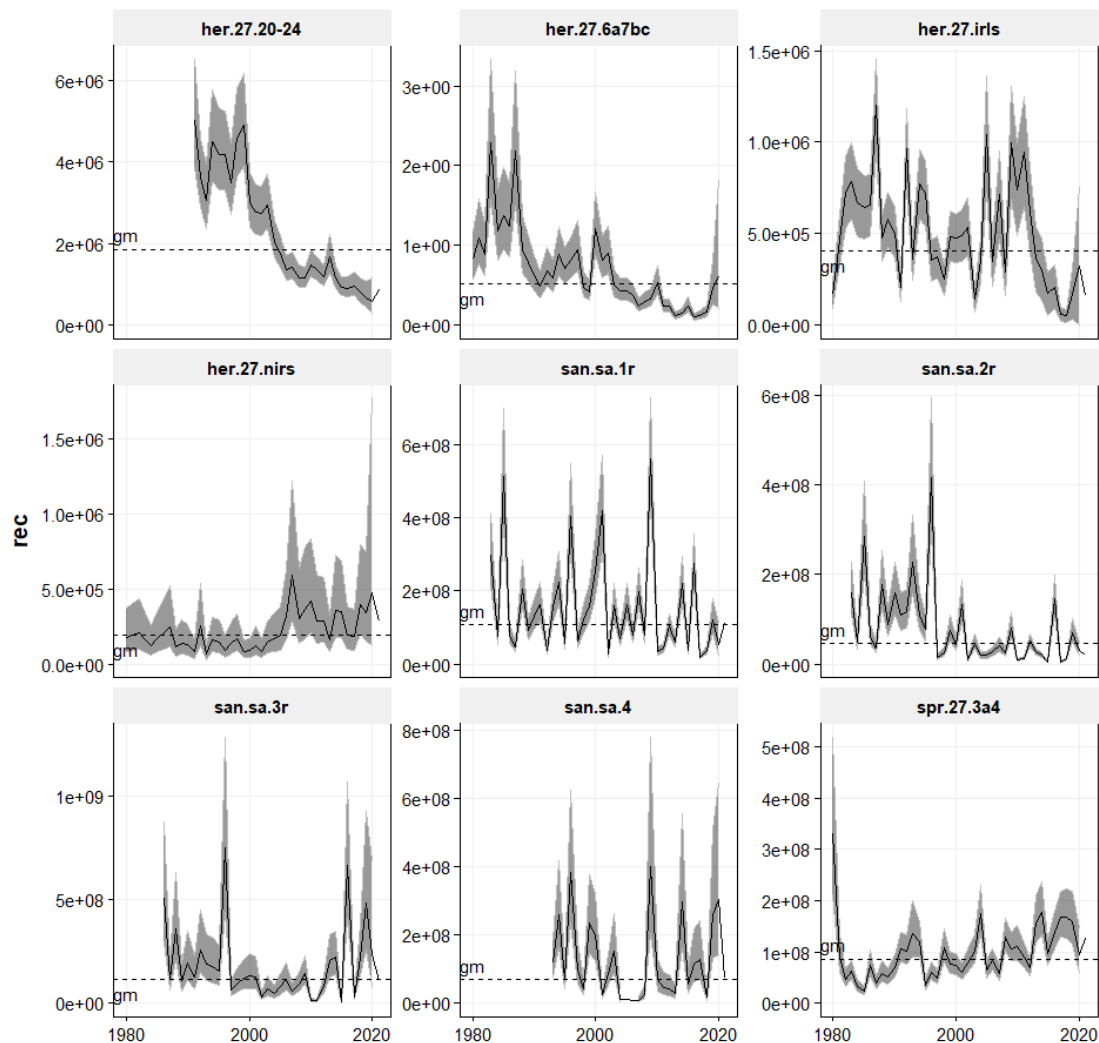 her.27.20-24 her.27.6a7bc her.27.irls
6e+06 3e+00 1.5e+06
4e+06 2e+00 1.0e+06
2e+06 1e+00 5.0e+05
0e+00 0e+00 0.0e+00
gm gm gm
her.27.nirs san.sa.1r san.sa.2r
1.5e+06 6e+08 6e+08
1.0e+06 4e+08 4e+08
5.0e+05 2e+08 2e+08
0.0e+00 0e+00 0e+00
gm gm gm
rec
san.sa.3r san.sa.4 spr.27.3a4
1e+09 8e+08 5e+08
5e+08 6e+08 4e+08
0e+00 4e+08 3e+08
2e+08 2e+08
0e+00 1e+08
0e+00
gm gm gm
1980 2000 2020 1980 2000 2020 1980 2000 2020